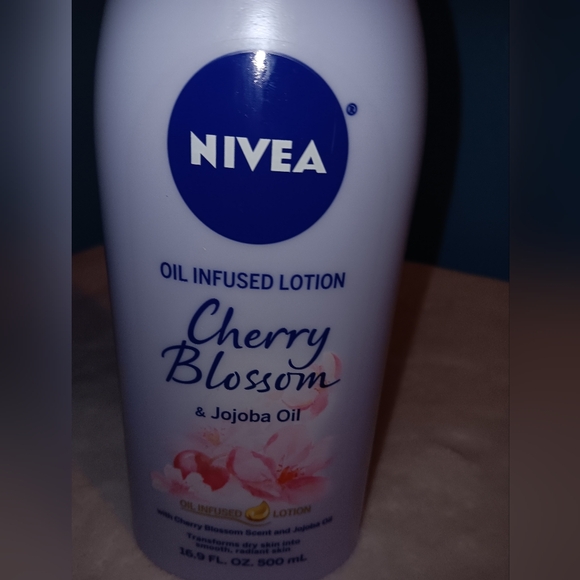 NIVEA
®
OIL INFUSED LOTION
Cherry
Blossom
& Jojoba Oil
OIL INFUSED LOTION
with Cherry Blossom Scent and Jojoba Oil
Transforms dry skin into
smooth, radiant skin
16.9 FL. OZ. 500 mL